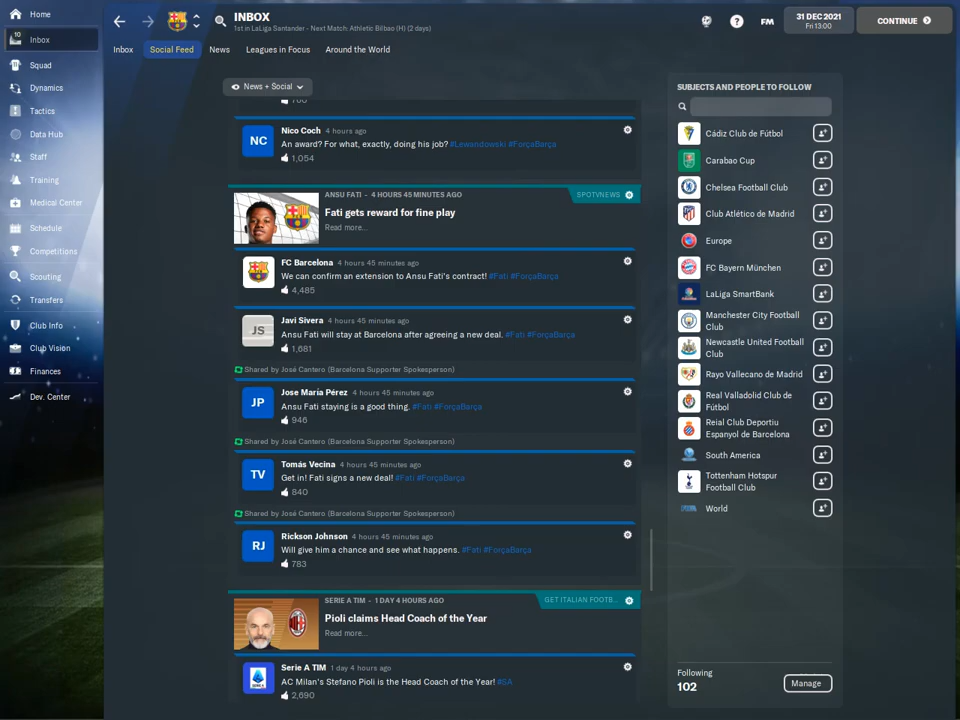 Home
10
Inbox
Squad
Dynamics
Tactics
Data Hub
Staff
Training
Medical Center
Schedule
Competitions
Scouting
Transfers
Club Info
Club Vision
Finances
Dev. Center
INBOX
1st in LaLiga Santander - Next Match: Athletic Bilbao (H) (2 days)
?
FM
31 DEC 2021
Fri 13:00
CONTINUE
Inbox
Social Feed
News
Leagues in Focus
Around the World
News + Social
NC
Nico Coch 4 hours ago
An award? For what, exactly, doing his job? #Lewandowski #ForçaBarça
1,054
ANSU FATI - 4 HOURS 45 MINUTES AGO
SPOTVNEWS
Fati gets reward for fine play
Read more...
FC Barcelona 4 hours 45 minutes ago
We can confirm an extension to Ansu Fati's contract! #Fati #ForçaBarça
4,485
JS
Javi Sivera 4 hours 45 minutes ago
Ansu Fati will stay at Barcelona after agreeing a new deal. #Fati #ForçaBarça
1,681
Shared by José Cantero (Barcelona Supporter Spokesperson)
JP
Jose María Pérez 4 hours 45 minutes ago
Ansu Fati staying is a good thing. #Fati #ForçaBarça
946
Shared by José Cantero (Barcelona Supporter Spokesperson)
TV
Tomás Vecina 4 hours 45 minutes ago
Get in! Fati signs a new deal! #Fati #ForçaBarça
840
Shared by José Cantero (Barcelona Supporter Spokesperson)
RJ
Rickson Johnson 4 hours 45 minutes ago
Will give him a chance and see what happens. #Fati #ForçaBarça
783
SERIE A TIM - 1 DAY 4 HOURS AGO
GET ITALIAN FOOTB...
Pioli claims Head Coach of the Year
Read more...
Serie A TIM 1 day 4 hours ago
AC Milan's Stefano Pioli is the Head Coach of the Year! #SA
2,690
SUBJECTS AND PEOPLE TO FOLLOW
Cádiz Club de Fútbol
Carabao Cup
Chelsea Football Club
Club Atlético de Madrid
Europe
FC Bayern München
LaLiga SmartBank
Manchester City Football
Club
Newcastle United Football
Club
Rayo Vallecano de Madrid
Real Valladolid Club de
Fútbol
Reial Club Deportiu
Espanyol de Barcelona
South America
Tottenham Hotspur
Football Club
World
Following
102
Manage